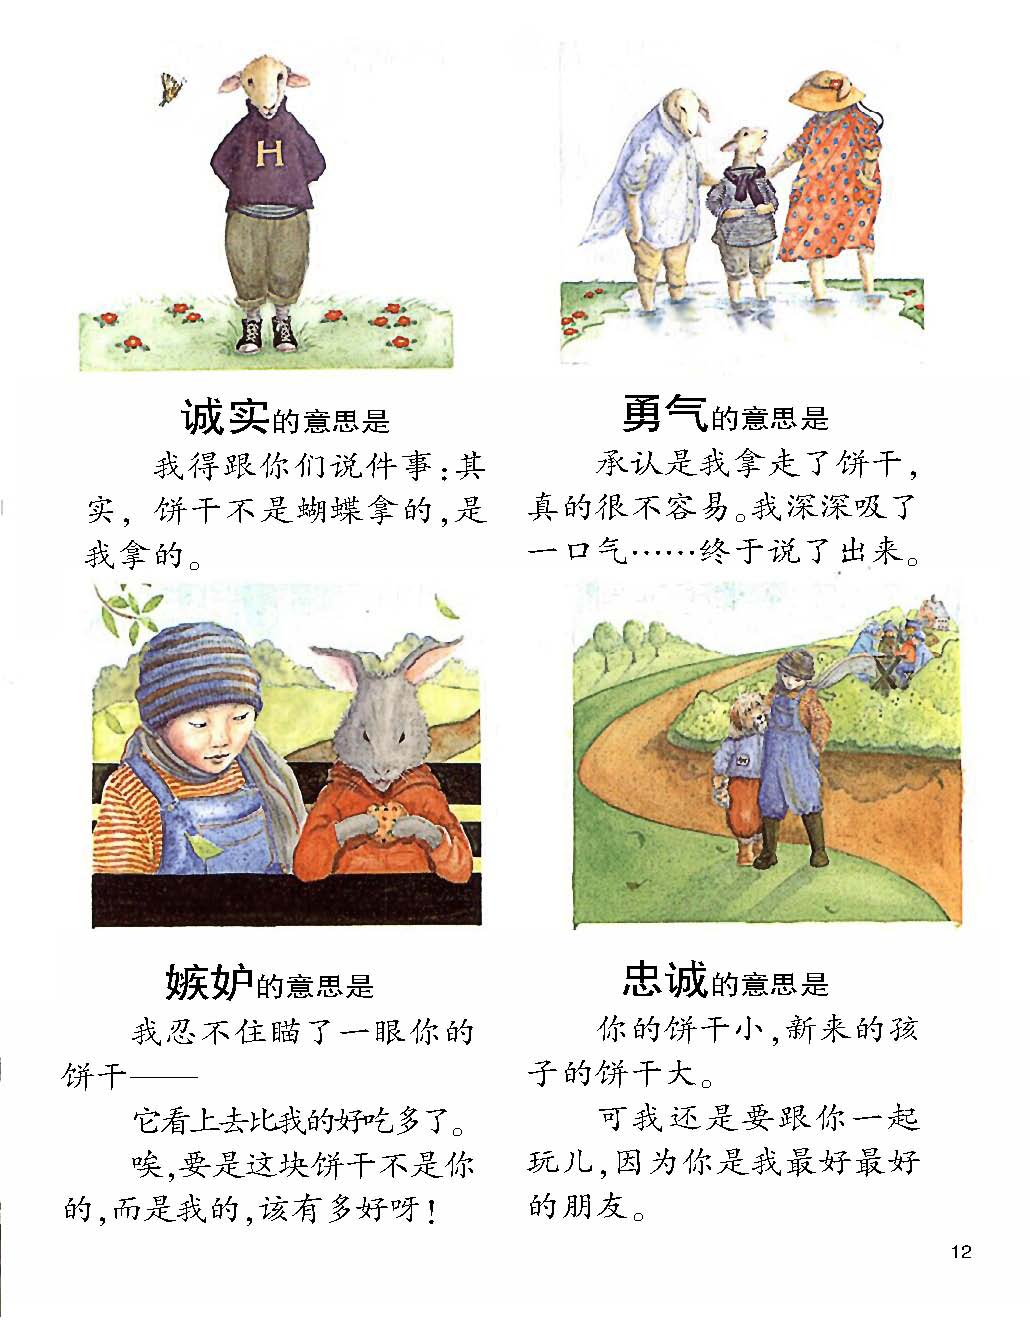 H
诚实的意思是
我得跟你们说件事:其
实, 饼干不是蝴蝶拿的,是
我拿的。
勇气的意思是
承认是我拿走了饼干,
真的很不容易。我深深吸了
一口气……终于说了出来。
嫉妒的意思是
我忍不住瞄了一眼你的
饼干——
它看上去比我的好吃多了。
唉,要是这块饼干不是你
的,而是我的,该有多好呀!
忠诚的意思是
你的饼干小,新来的孩
子的饼干大。
可我还是要跟你一起
玩儿,因为你是我最好最好
的朋友。
12